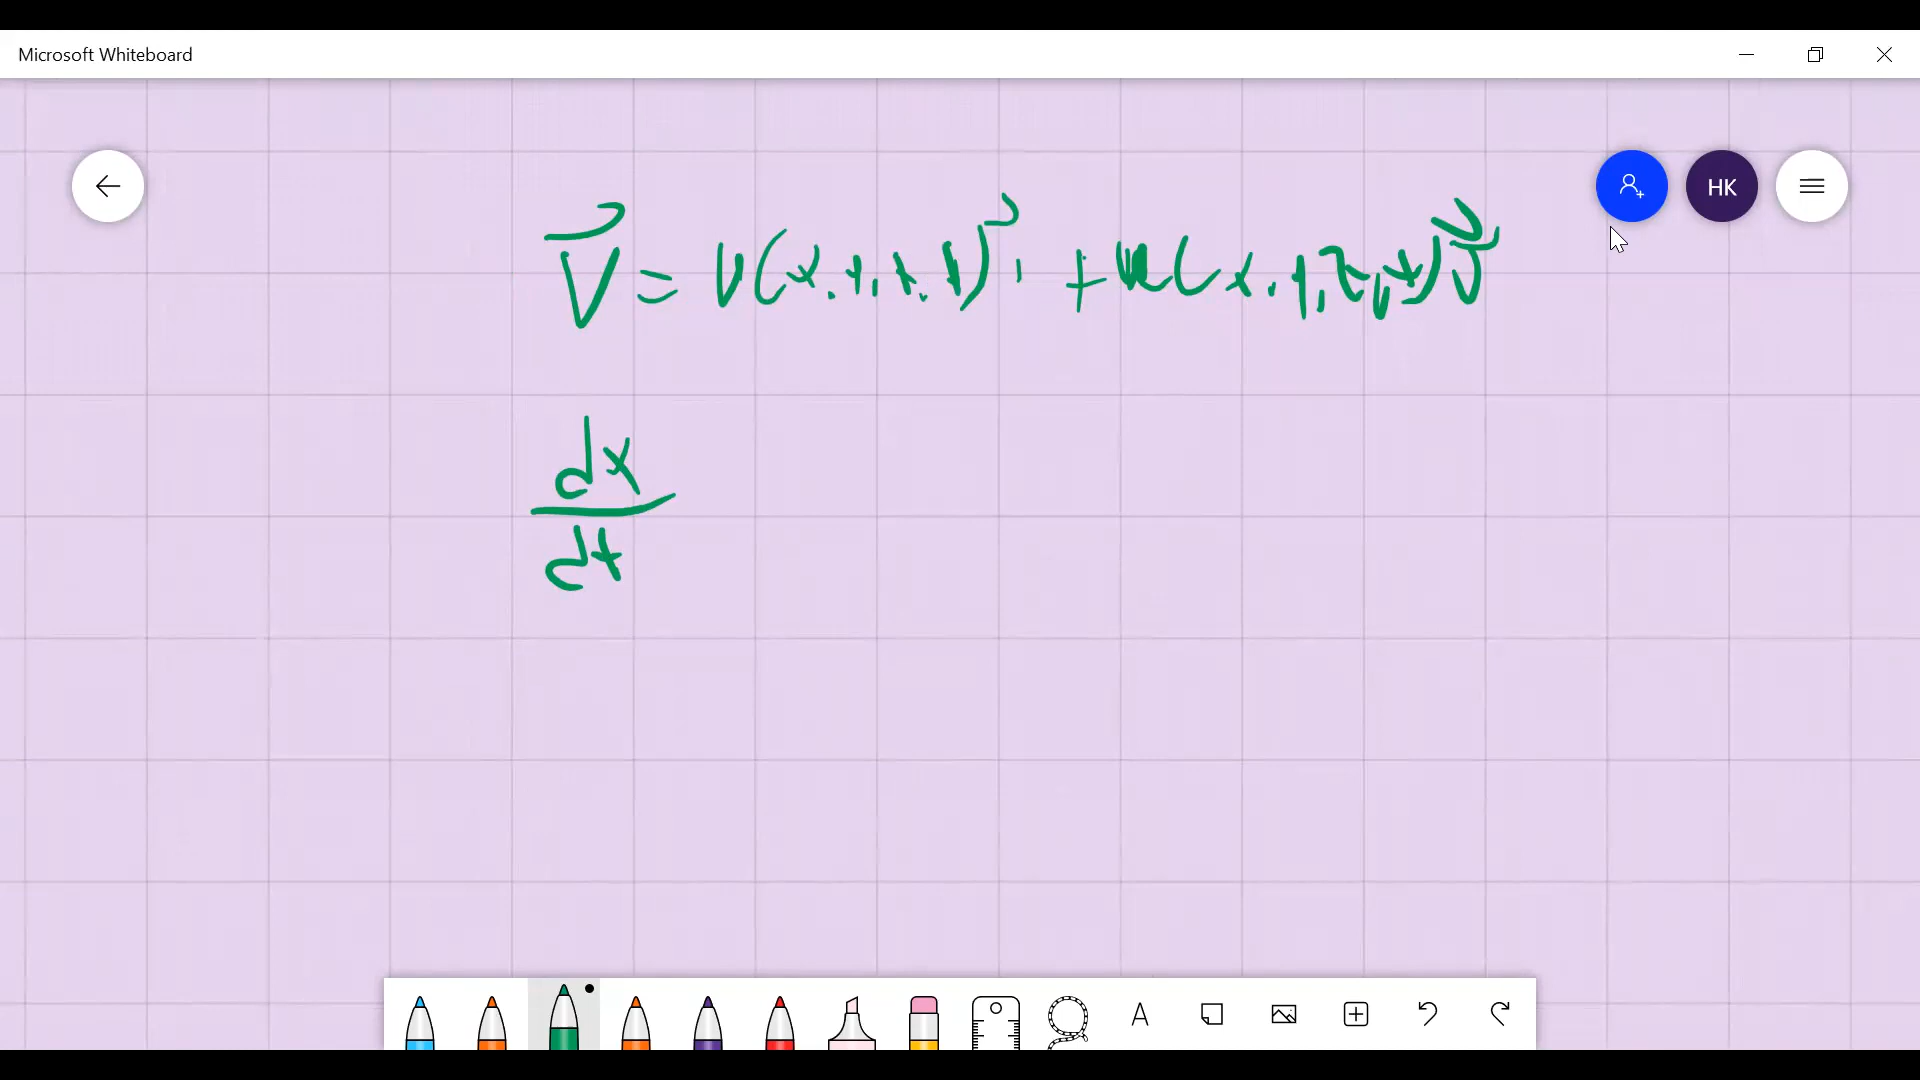 Microsoft Whiteboard
HK
V⃗ = u(x, y, z, t) i⃗ + v(x, y, z, t) j⃗
dx
dt
A